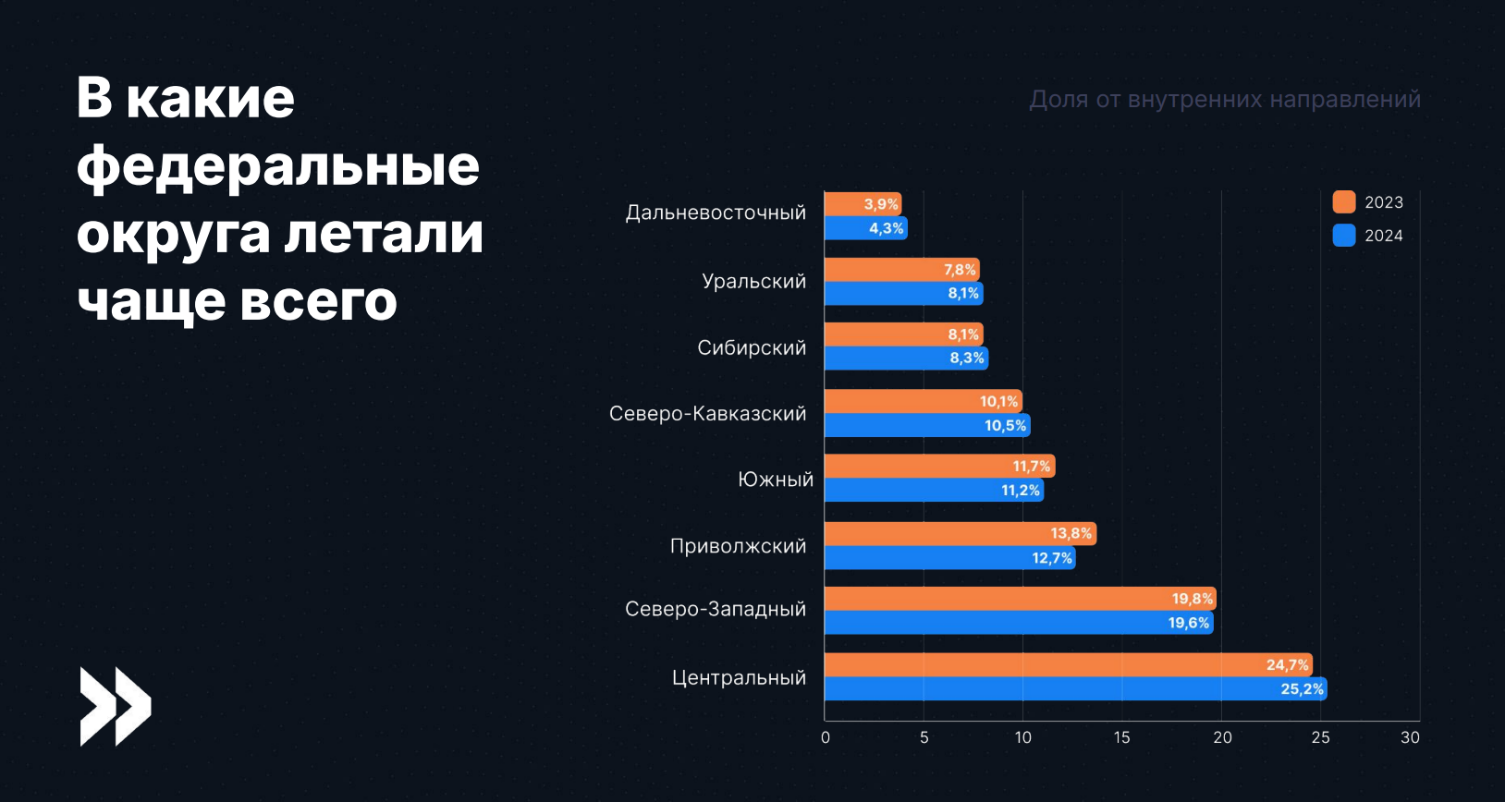 В какие
федеральные
округа летали
чаще всего
Доля от внутренних направлений
2023
2024
Дальневосточный
3,9%
4,3%
Уральский
7,8%
8,1%
Сибирский
8,1%
8,3%
Северо-Кавказский
10,1%
10,5%
Южный
11,7%
11,2%
Приволжский
13,8%
12,7%
Северо-Западный
19,8%
19,6%
Центральный
24,7%
25,2%
0 5 10 15 20 25 30